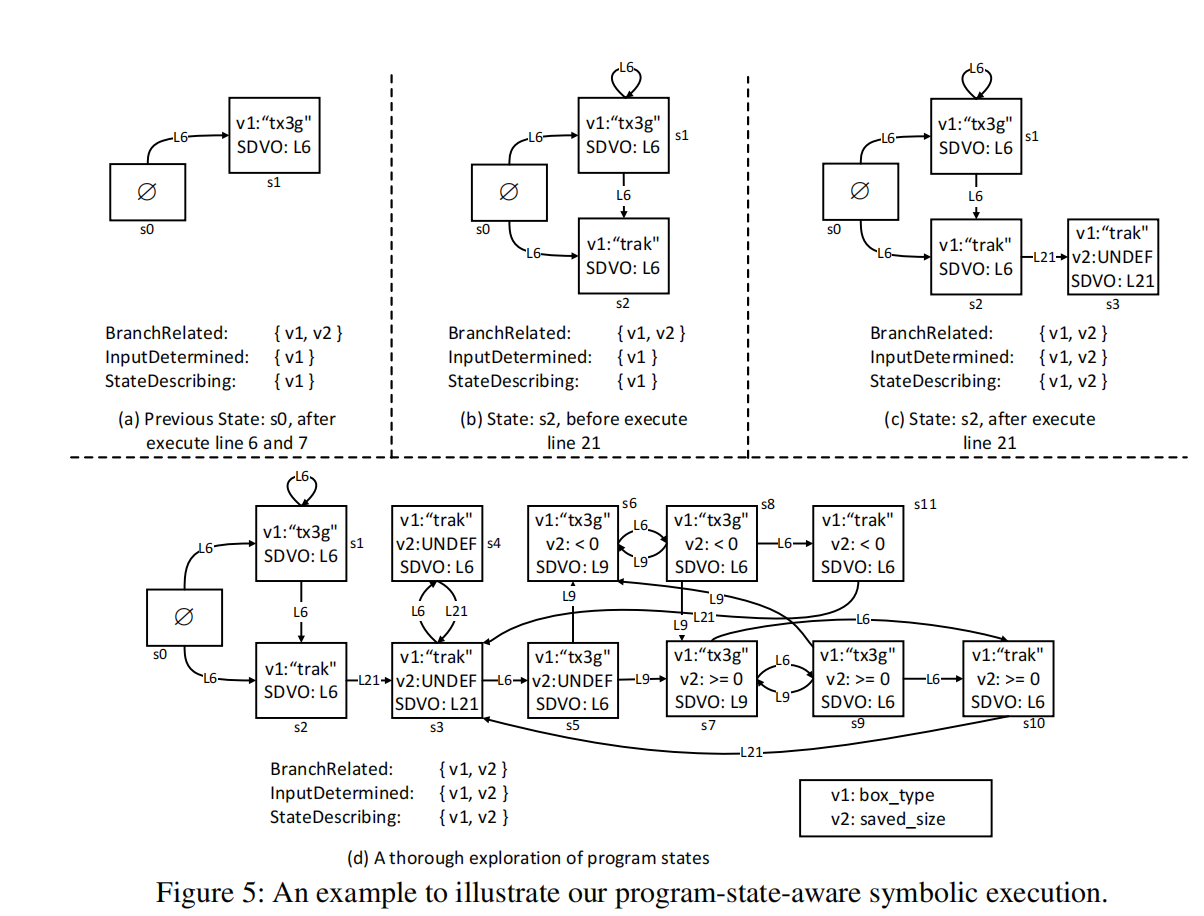 L6
v1:“tx3g"
SDVO: L6
s1
∅
s0
BranchRelated: { v1, v2 }
InputDetermined: { v1 }
StateDescribing: { v1 }
(a) Previous State: s0, after
execute line 6 and 7
L6
L6
v1:“tx3g"
SDVO: L6
s1
∅
s0
L6
L6
v1:“trak"
SDVO: L6
s2
BranchRelated: { v1, v2 }
InputDetermined: { v1 }
StateDescribing: { v1 }
(b) State: s2, before execute
line 21
L6
L6
v1:“tx3g"
SDVO: L6
s1
∅
s0
L6
L6
v1:“trak"
SDVO: L6
s2
L21
v1:“trak"
v2:UNDEF
SDVO: L21
s3
BranchRelated: { v1, v2 }
InputDetermined: { v1, v2 }
StateDescribing: { v1, v2 }
(c) State: s2, after execute
line 21
L6
L6
v1:“tx3g"
SDVO: L6
s1
v1:“trak"
v2:UNDEF
SDVO: L6
s4
s6
v1:“tx3g"
v2: < 0
SDVO: L9
L6
L9
s8
v1:“tx3g"
v2: < 0
SDVO: L6
L6
s11
v1:“trak"
v2: < 0
SDVO: L6
∅
s0
L6
L6
L6
L21
L9
L9
L9
L21
L6
v1:“trak"
SDVO: L6
s2
L21
v1:“trak"
v2:UNDEF
SDVO: L21
s3
L6
v1:“tx3g"
v2:UNDEF
SDVO: L6
s5
L9
v1:“tx3g"
v2: >= 0
SDVO: L9
s7
L6
L9
v1:“tx3g"
v2: >= 0
SDVO: L6
s9
L6
v1:“trak"
v2: >= 0
SDVO: L6
s10
L21
BranchRelated: { v1, v2 }
InputDetermined: { v1, v2 }
StateDescribing: { v1, v2 }
v1: box_type
v2: saved_size
(d) A thorough exploration of program states
Figure 5: An example to illustrate our program-state-aware symbolic execution.